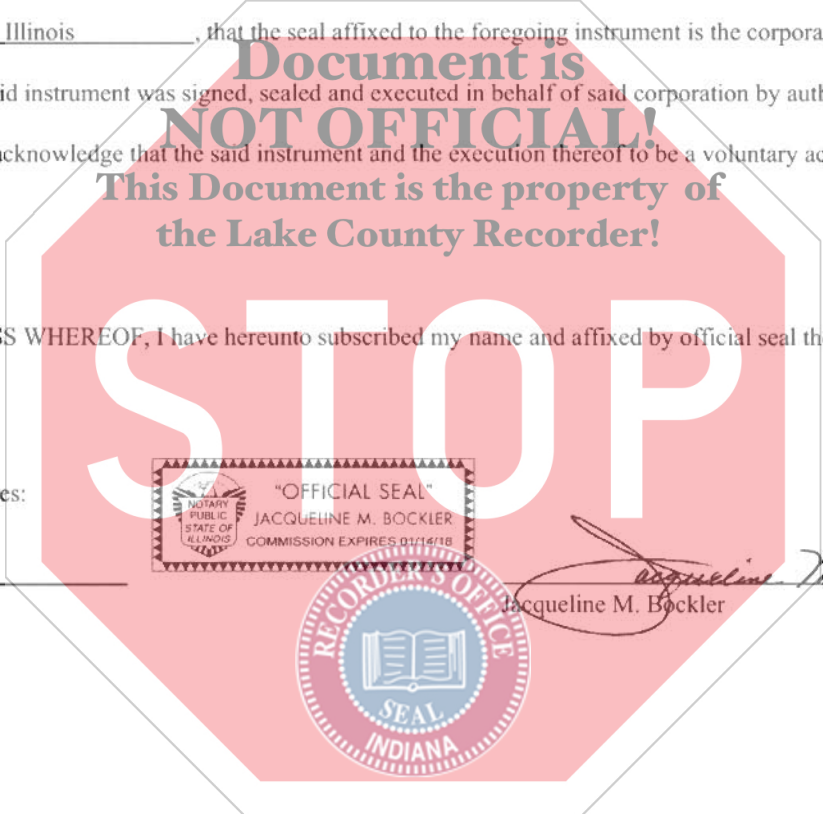 Illinois , that the seal affixed to the foregoing instrument is the corpora
Document is
id instrument was signed, sealed and executed in behalf of said corporation by auth
NOT OFFICIAL!
acknowledge that the said instrument and the execution thereof to be a voluntary ac
This Document is the property of
the Lake County Recorder!
SS WHEREOF, I have hereunto subscribed my name and affixed by official seal the
STOP
es:
"OFFICIAL SEAL"
NOTARY
PUBLIC
STATE OF
ILLINOIS
JACQUELINE M. BOCKLER
COMMISSION EXPIRES 01/14/18
Jacqueline
Jacqueline M. Bockler
RECORDER'S OFFICE
SEAL
INDIANA